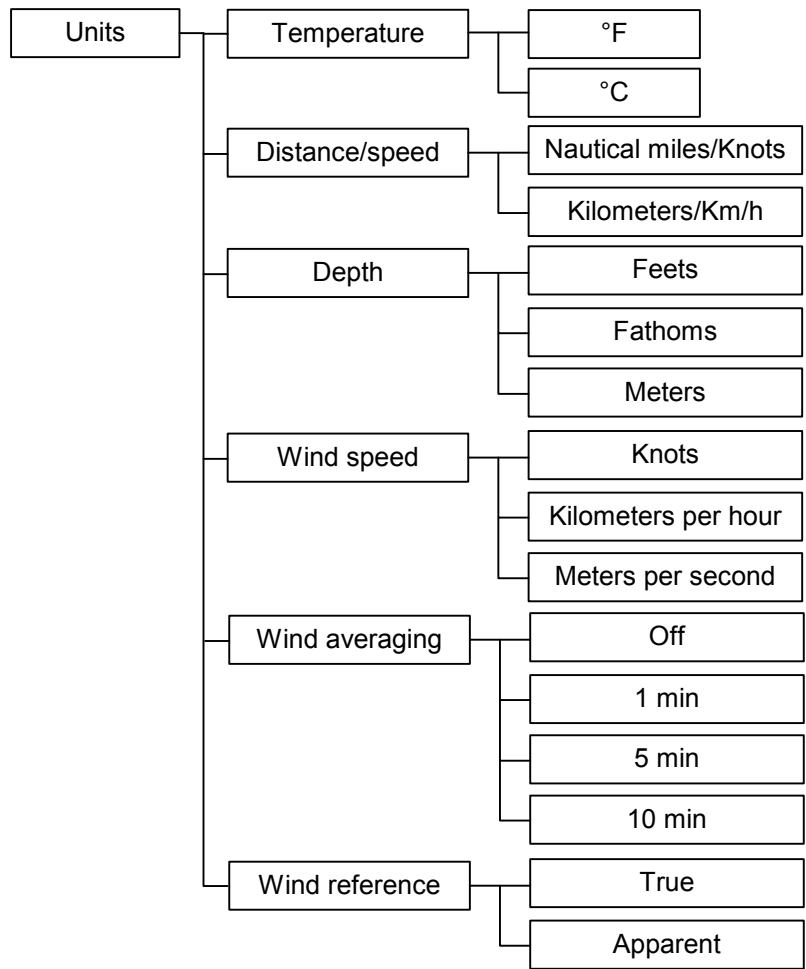 Units
Temperature
°F
°C
Distance/speed
Nautical miles/Knots
Kilometers/Km/h
Depth
Feets
Fathoms
Meters
Wind speed
Knots
Kilometers per hour
Meters per second
Wind averaging
Off
1 min
5 min
10 min
Wind reference
True
Apparent